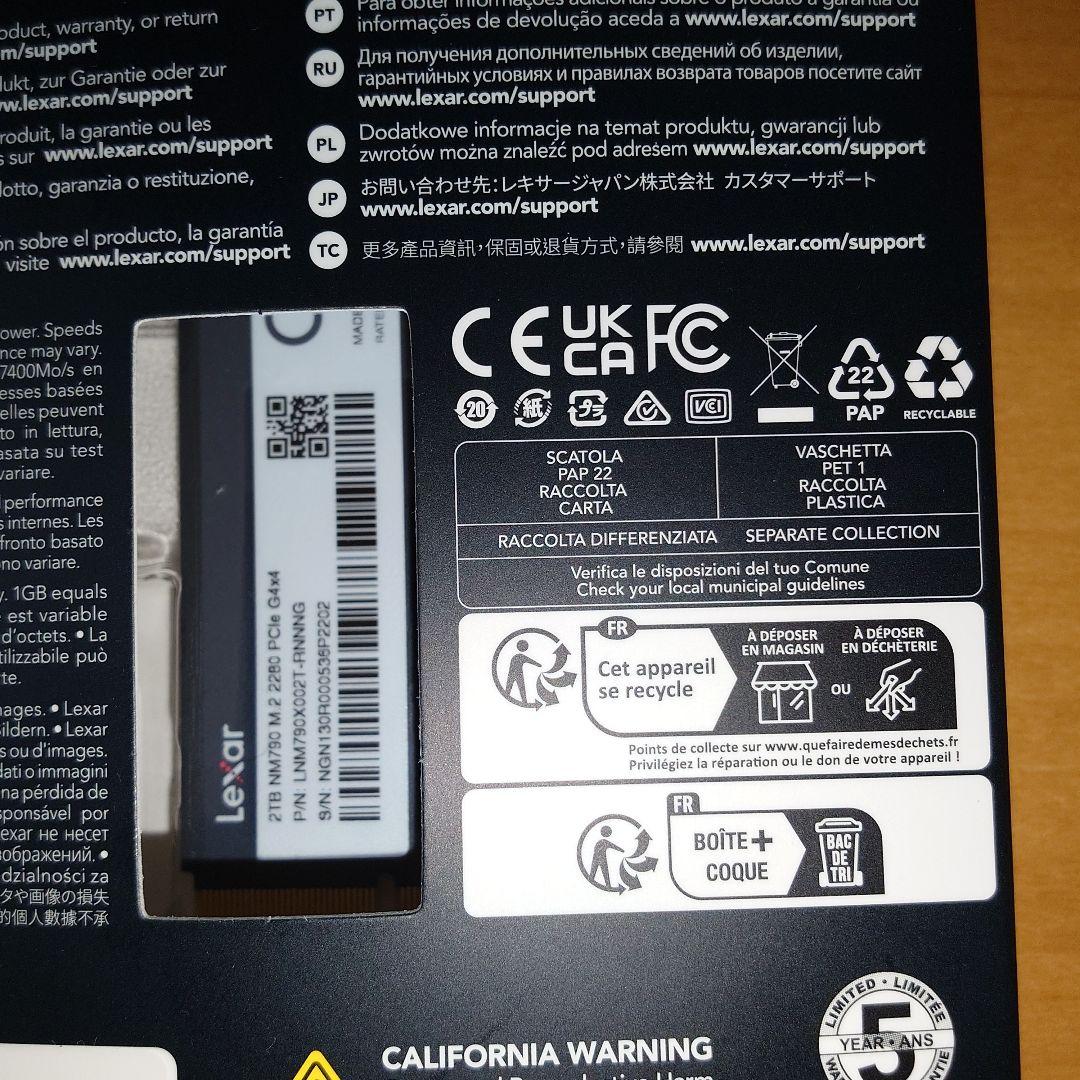 oduct, warranty, or return
m/support
dukt, zur Garantie oder zur
www.lexar.com/support
roduit, la garantie ou les
s sur www.lexar.com/support
dotto, garanzia o restituzione,
ón sobre el producto, la garantía
visite www.lexar.com/support
PT
Para obter informações adicionais sobre o produto a garantia ou
informações de devolução aceda a www.lexar.com/support
RU
Для получения дополнительных сведений об изделии,
гарантийных условиях и правилах возврата товаров посетите сайт
www.lexar.com/support
PL
Dodatkowe informacje na temat produktu, gwarancji lub
zwrotów można znaleźć pod adresem www.lexar.com/support
JP
お問い合わせ先：レキサージャパン株式会社 カスタマーサポート
www.lexar.com/support
TC
更多產品資訊，保固或退貨方式，請參閱 www.lexar.com/support
ower. Speeds
nce may vary.
7400Mo/s en
esses basées
elles peuvent
to in lettura,
asata su test
variare.
performance
s internes. Les
fronto basato
no variare.
y. 1GB equals
est variable
d'octets. • La
tilizzabile può
te.
nages. • Lexar
Bildern. • Lexar
s ou d'images.
dati o immagini
na pérdida de
sponsável por
Lexar не несет
зображений. •
dzialności za
タや画像の損失
的個人數據不承
MADE
RATE
Lexar
2TB NM790 M.2 2280 PCIe G4x4
P/N: LNM790X002T-RNNNG
S/N: NGN130R000536P2202
CE UK CA FC
20
紙
プラ
VCI
22
PAP
RECYCLABLE
SCATOLA
PAP 22
RACCOLTA
CARTA
VASCHETTA
PET 1
RACCOLTA
PLASTICA
RACCOLTA DIFFERENZIATA SEPARATE COLLECTION
Verifica le disposizioni del tuo Comune
Check your local municipal guidelines
FR
Cet appareil
se recycle
À DÉPOSER
EN MAGASIN
OU
À DÉPOSER
EN DÉCHÈTERIE
Points de collecte sur www.quefairedemesdechets.fr
Privilégiez la réparation ou le don de votre appareil !
FR
BOÎTE +
COQUE
BAC
DE
TRI
LIMITED • LIMITÉE
5
YEAR • ANS
CALIFORNIA WARNING